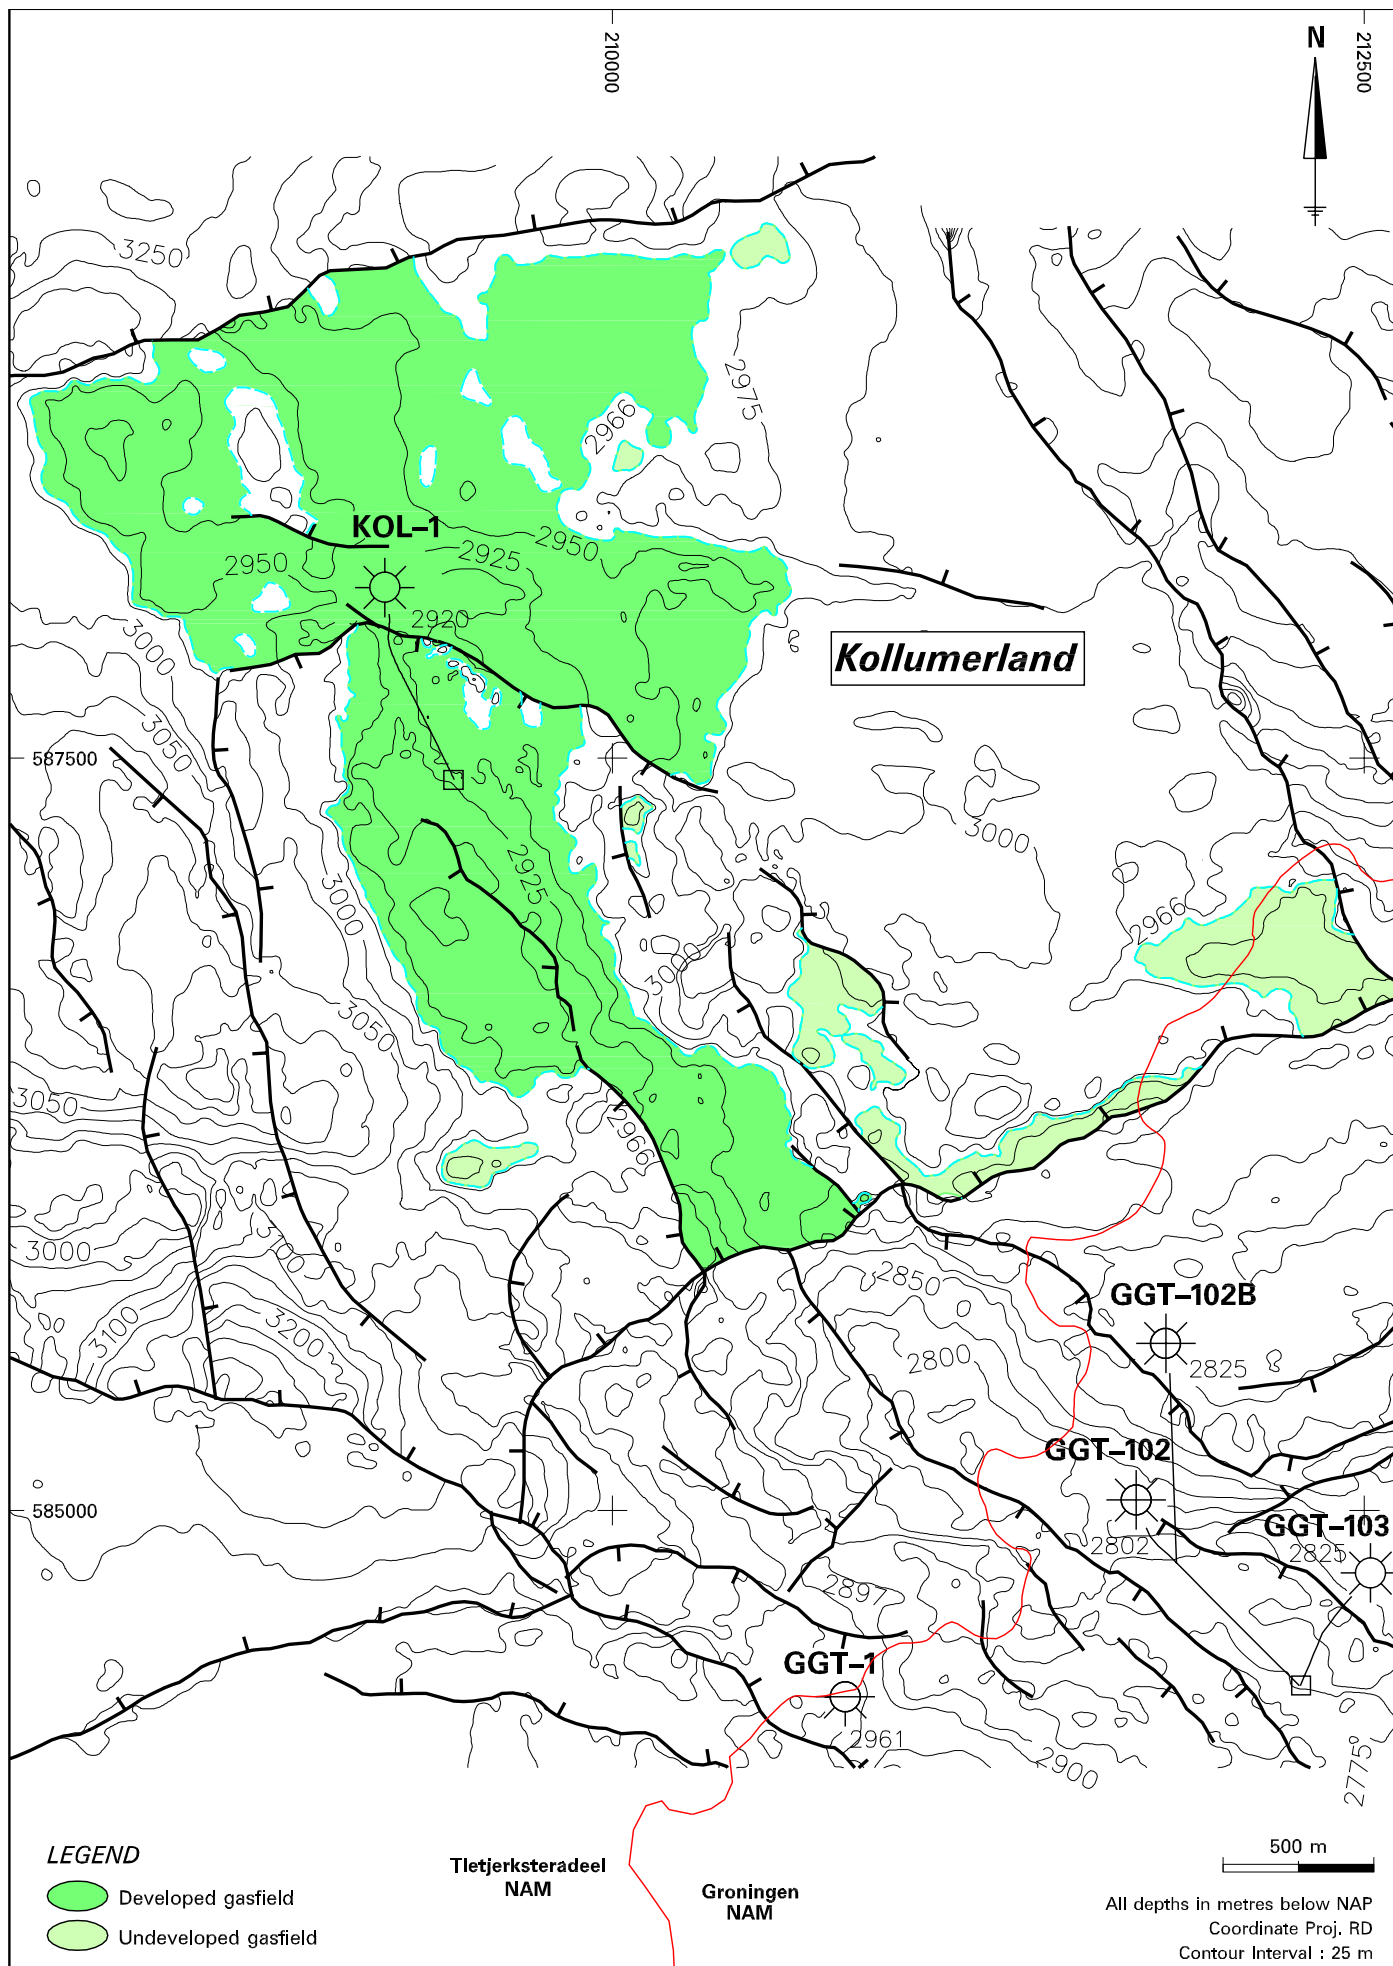 210000
212500
N
3250
2975
2966
KOL–1
2950
2925
2950
2920
3000
Kollumerland
3050
587500
3000
2925
3000
2966
3000
3050
3050
2966
3000
3100
3100
3200
2850
GGT–102B
2800
2825
GGT–102
585000
GGT–103
2802
2825
2897
GGT–1
2961
2900
2775
LEGEND
Developed gasfield
Undeveloped gasfield
Tletjerksteradeel
NAM
Groningen
NAM
500 m
All depths in metres below NAP
Coordinate Proj. RD
Contour Interval : 25 m